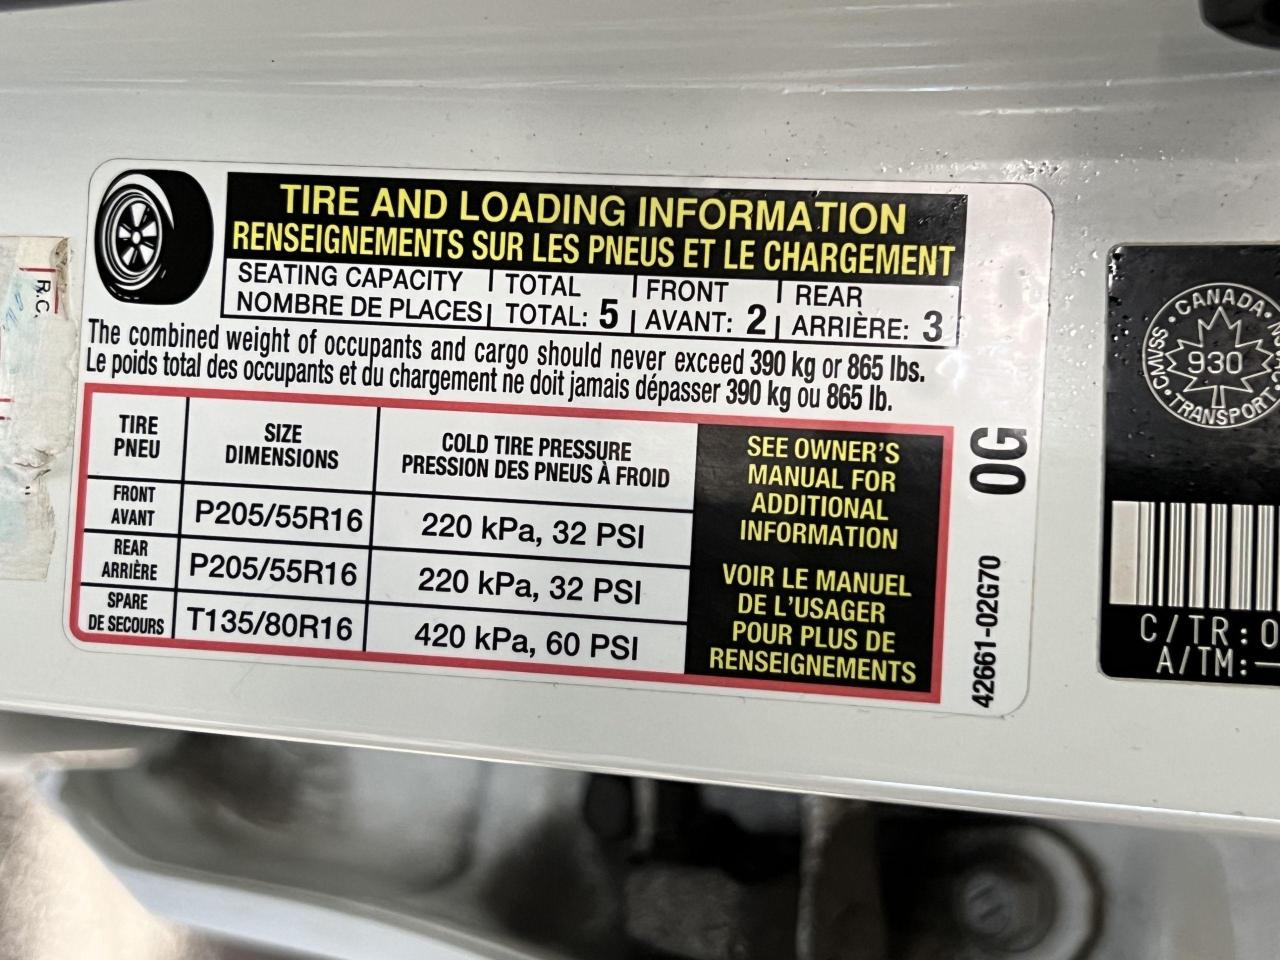 TIRE AND LOADING INFORMATION
RENSEIGNEMENTS SUR LES PNEUS ET LE CHARGEMENT
SEATING CAPACITY | TOTAL | FRONT | REAR
NOMBRE DE PLACES | TOTAL: 5 | AVANT: 2 | ARRIÈRE: 3
The combined weight of occupants and cargo should never exceed 390 kg or 865 lbs.
Le poids total des occupants et du chargement ne doit jamais dépasser 390 kg ou 865 lb.
TIRE
PNEU
SIZE
DIMENSIONS
COLD TIRE PRESSURE
PRESSION DES PNEUS À FROID
FRONT
AVANT
P205/55R16
220 kPa, 32 PSI
REAR
ARRIÈRE
P205/55R16
220 kPa, 32 PSI
SPARE
DE SECOURS
T135/80R16
420 kPa, 60 PSI
SEE OWNER'S
MANUAL FOR
ADDITIONAL
INFORMATION
VOIR LE MANUEL
DE L'USAGER
POUR PLUS DE
RENSEIGNEMENTS
0G
42661-02G70
R.C.
CANADA
CMVSS
930
TRANSPORT
C/TR: 0
A/TM: